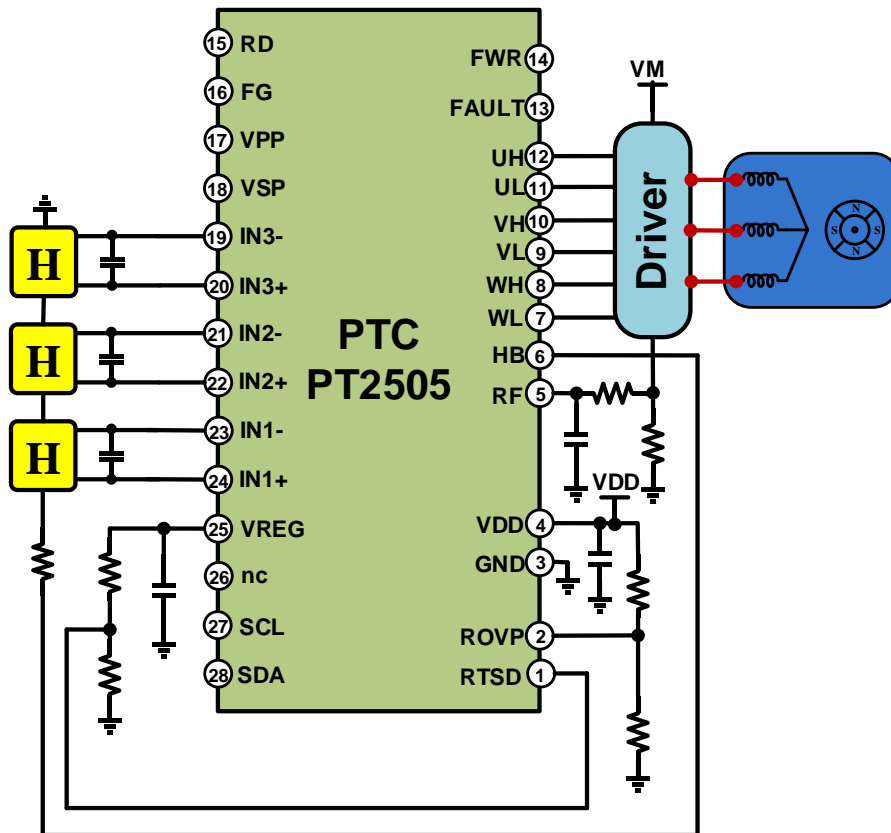 15 RD
16 FG
17 VPP
18 VSP
19 IN3-
20 IN3+
21 IN2-
22 IN2+
23 IN1-
24 IN1+
25 VREG
26 nc
27 SCL
28 SDA
H
H
H
PTC
PT2505
FWR 14
FAULT 13
UH 12
UL 11
VH 10
VL 9
WH 8
WL 7
HB 6
RF 5
VDD 4
GND 3
ROVP 2
RTSD 1
VM
Driver
N
S S
N
VDD